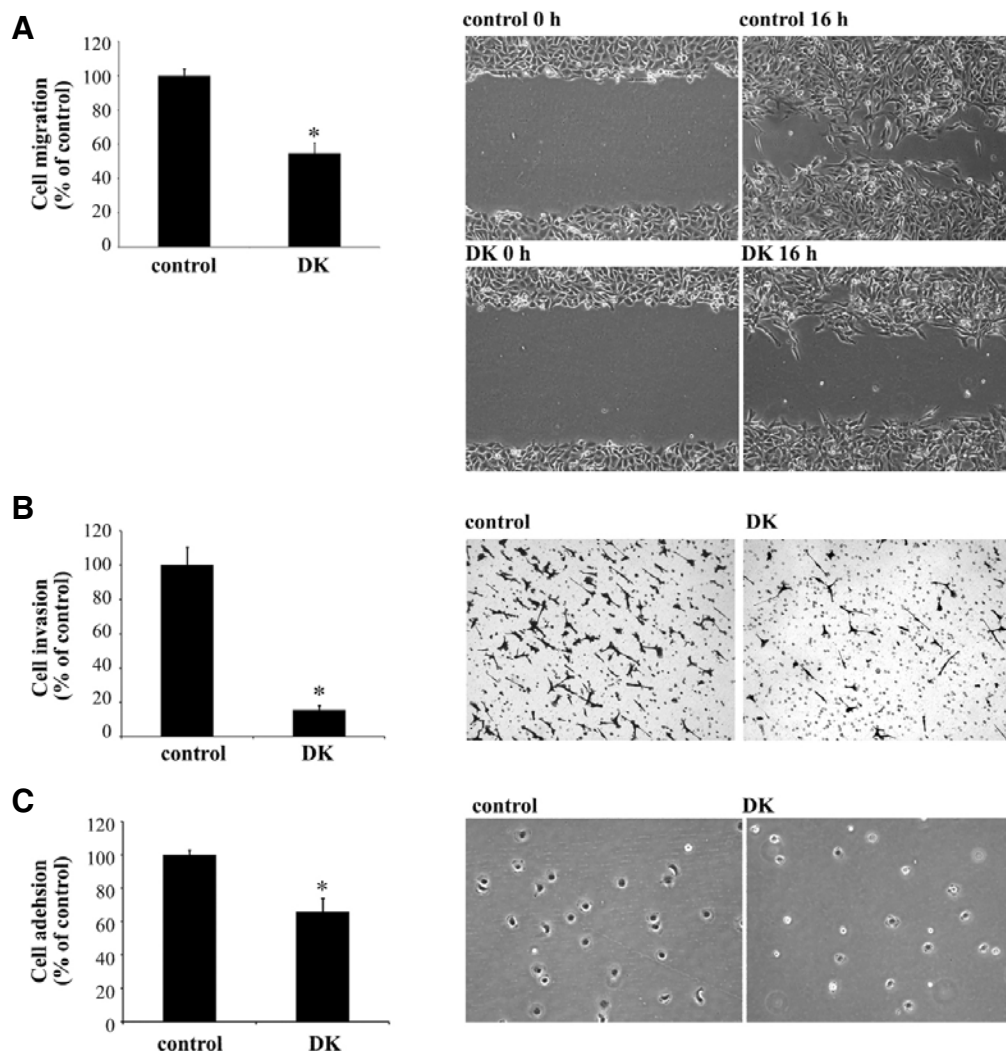 A
Cell migration
(% of control)
120
100
80
60
40
20
0
*
control DK
control 0 h
control 16 h
DK 0 h
DK 16 h
B
Cell invasion
(% of control)
120
100
80
60
40
20
0
*
control DK
control
DK
C
Cell adehsion
(% of control)
120
100
80
60
40
20
0
*
control DK
control
DK